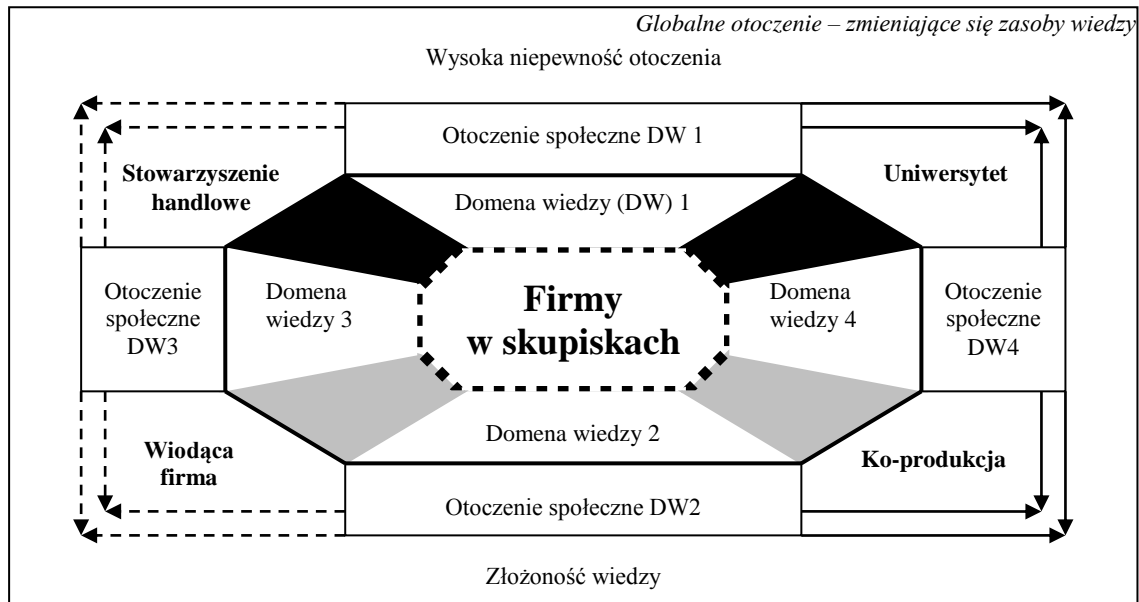 Globalne otoczenie – zmieniające się zasoby wiedzy
Wysoka niepewność otoczenia
Otoczenie społeczne DW 1
Stowarzyszenie
handlowe
Uniwersytet
Domena wiedzy (DW) 1
Otoczenie
społeczne
DW3
Domena
wiedzy 3
Firmy
w skupiskach
Domena
wiedzy 4
Otoczenie
społeczne
DW4
Domena wiedzy 2
Wiodąca
firma
Ko-produkcja
Otoczenie społeczne DW2
Złożoność wiedzy